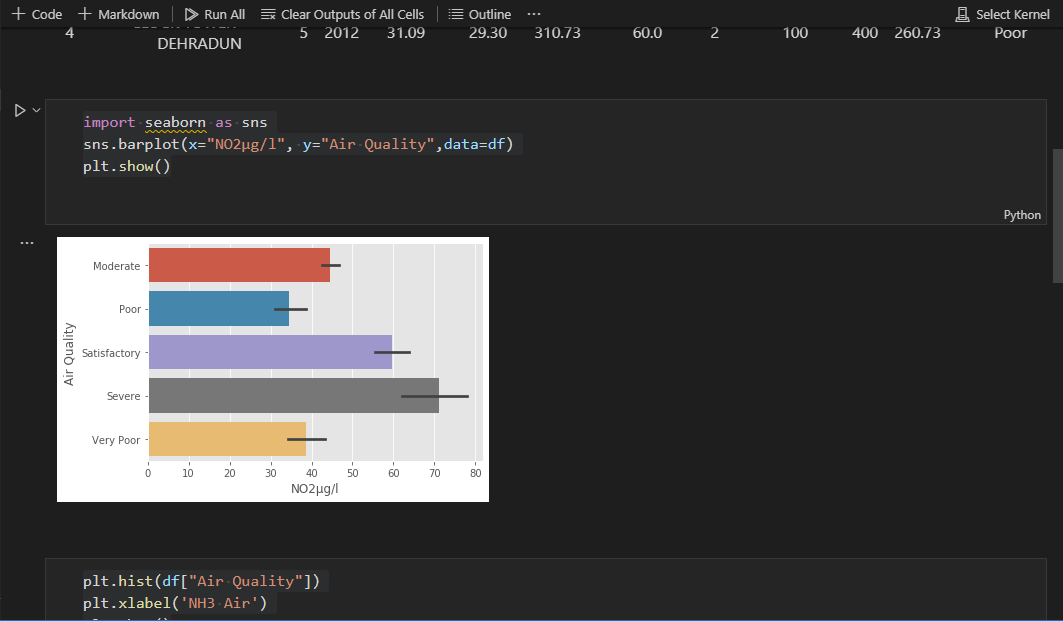 Code Markdown Run All Clear Outputs of All Cells Outline ··· Select Kernel
4 DEHRADUN 5 2012 31.09 29.30 310.73 60.0 2 100 400 260.73 Poor
import seaborn as sns
sns.barplot(x="NO2µg/l", y="Air Quality",data=df)
plt.show()
Python
Moderate
Poor
Satisfactory
Severe
Very Poor
Air Quality
0 10 20 30 40 50 60 70 80
NO2µg/l
plt.hist(df["Air Quality"])
plt.xlabel('NH3 Air')